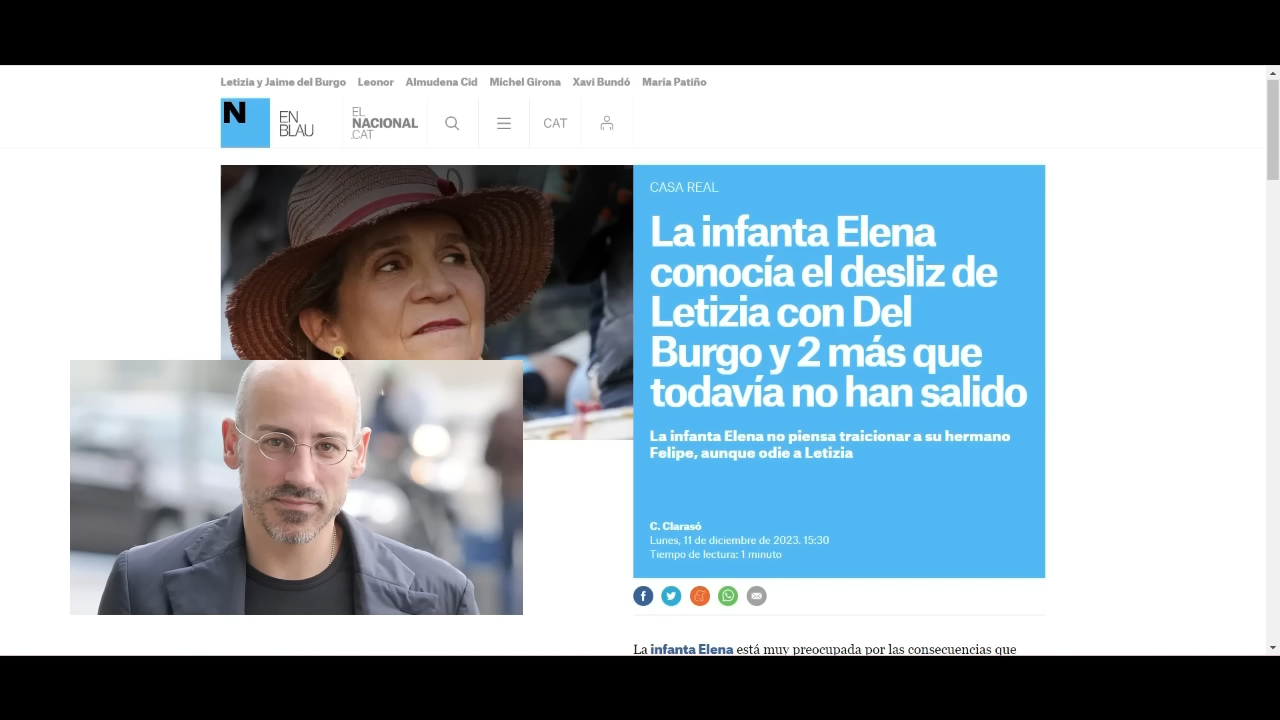 Letizia y Jaime del Burgo Leonor Almudena Cid Michel Girona Xavi Bundó María Patiño
N
EN
BLAU
EL
NACIONAL
.CAT
CAT
CASA REAL
La infanta Elena
conocía el desliz de
Letizia con Del
Burgo y 2 más que
todavía no han salido
La infanta Elena no piensa traicionar a su hermano
Felipe, aunque odie a Letizia
C. Clarasó
Lunes, 11 de diciembre de 2023. 15:30
Tiempo de lectura: 1 minuto
La infanta Elena está muy preocupada por las consecuencias que